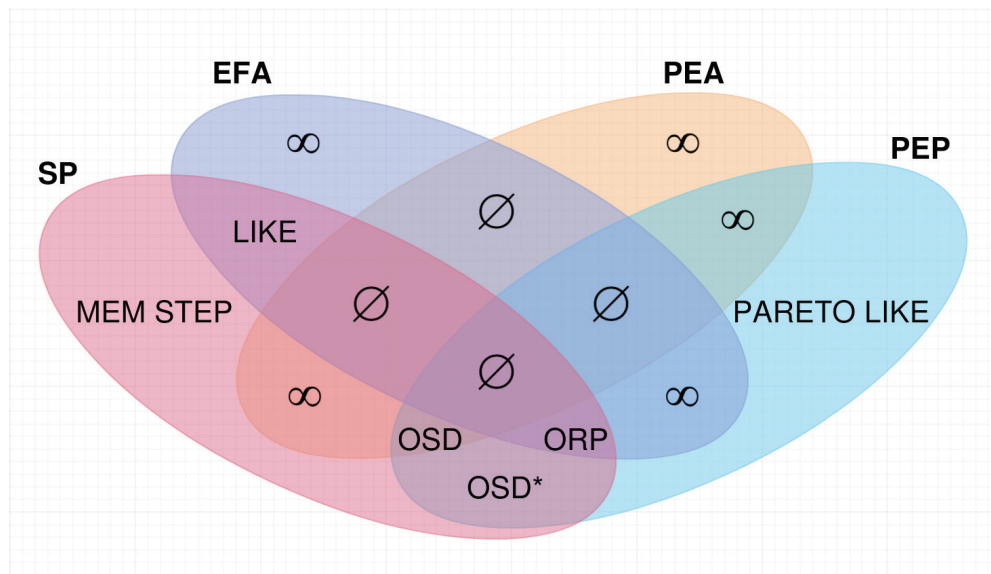 EFA
PEA
∞
∞
PEP
SP
∅
∞
LIKE
MEM STEP
∅
∅
PARETO LIKE
∅
∞
∞
OSD
ORP
OSD*